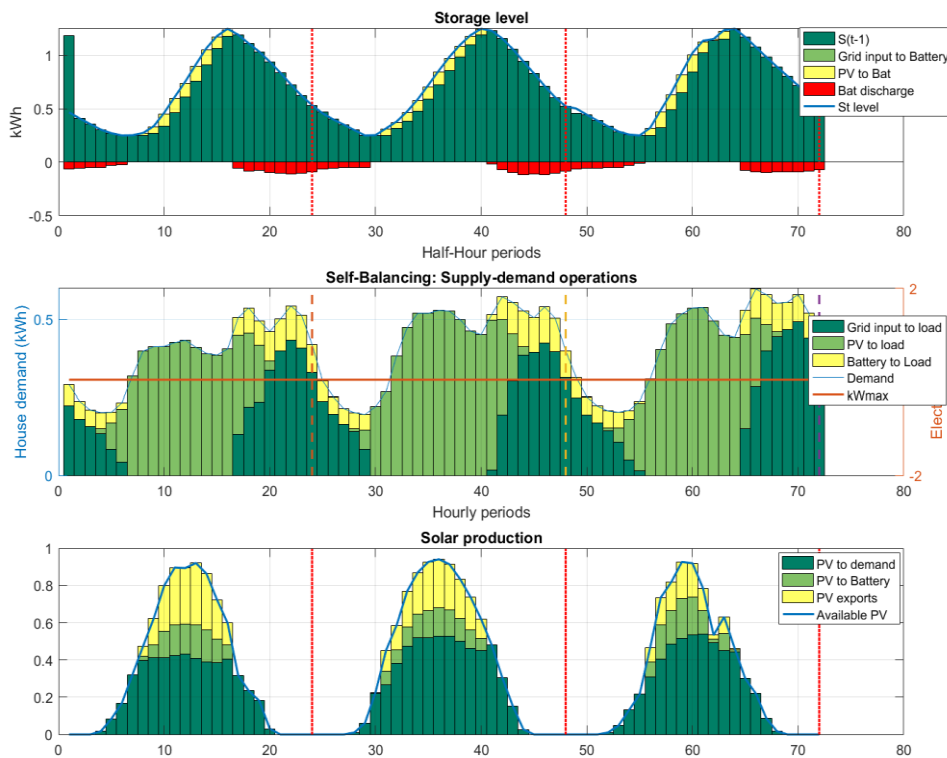 Storage level
kWh
1
0.5
0
-0.5
S(t-1)
Grid input to Battery
PV to Bat
Bat discharge
St level
0 10 20 30 40 50 60 70 80
Half-Hour periods
Self-Balancing: Supply-demand operations
House demand (kWh)
0.5
0
2
-2
Elect
Grid input to load
PV to load
Battery to Load
Demand
kWmax
0 10 20 30 40 50 60 70 80
Hourly periods
Solar production
1
0.8
0.6
0.4
0.2
0
PV to demand
PV to Battery
PV exports
Available PV
0 10 20 30 40 50 60 70 80